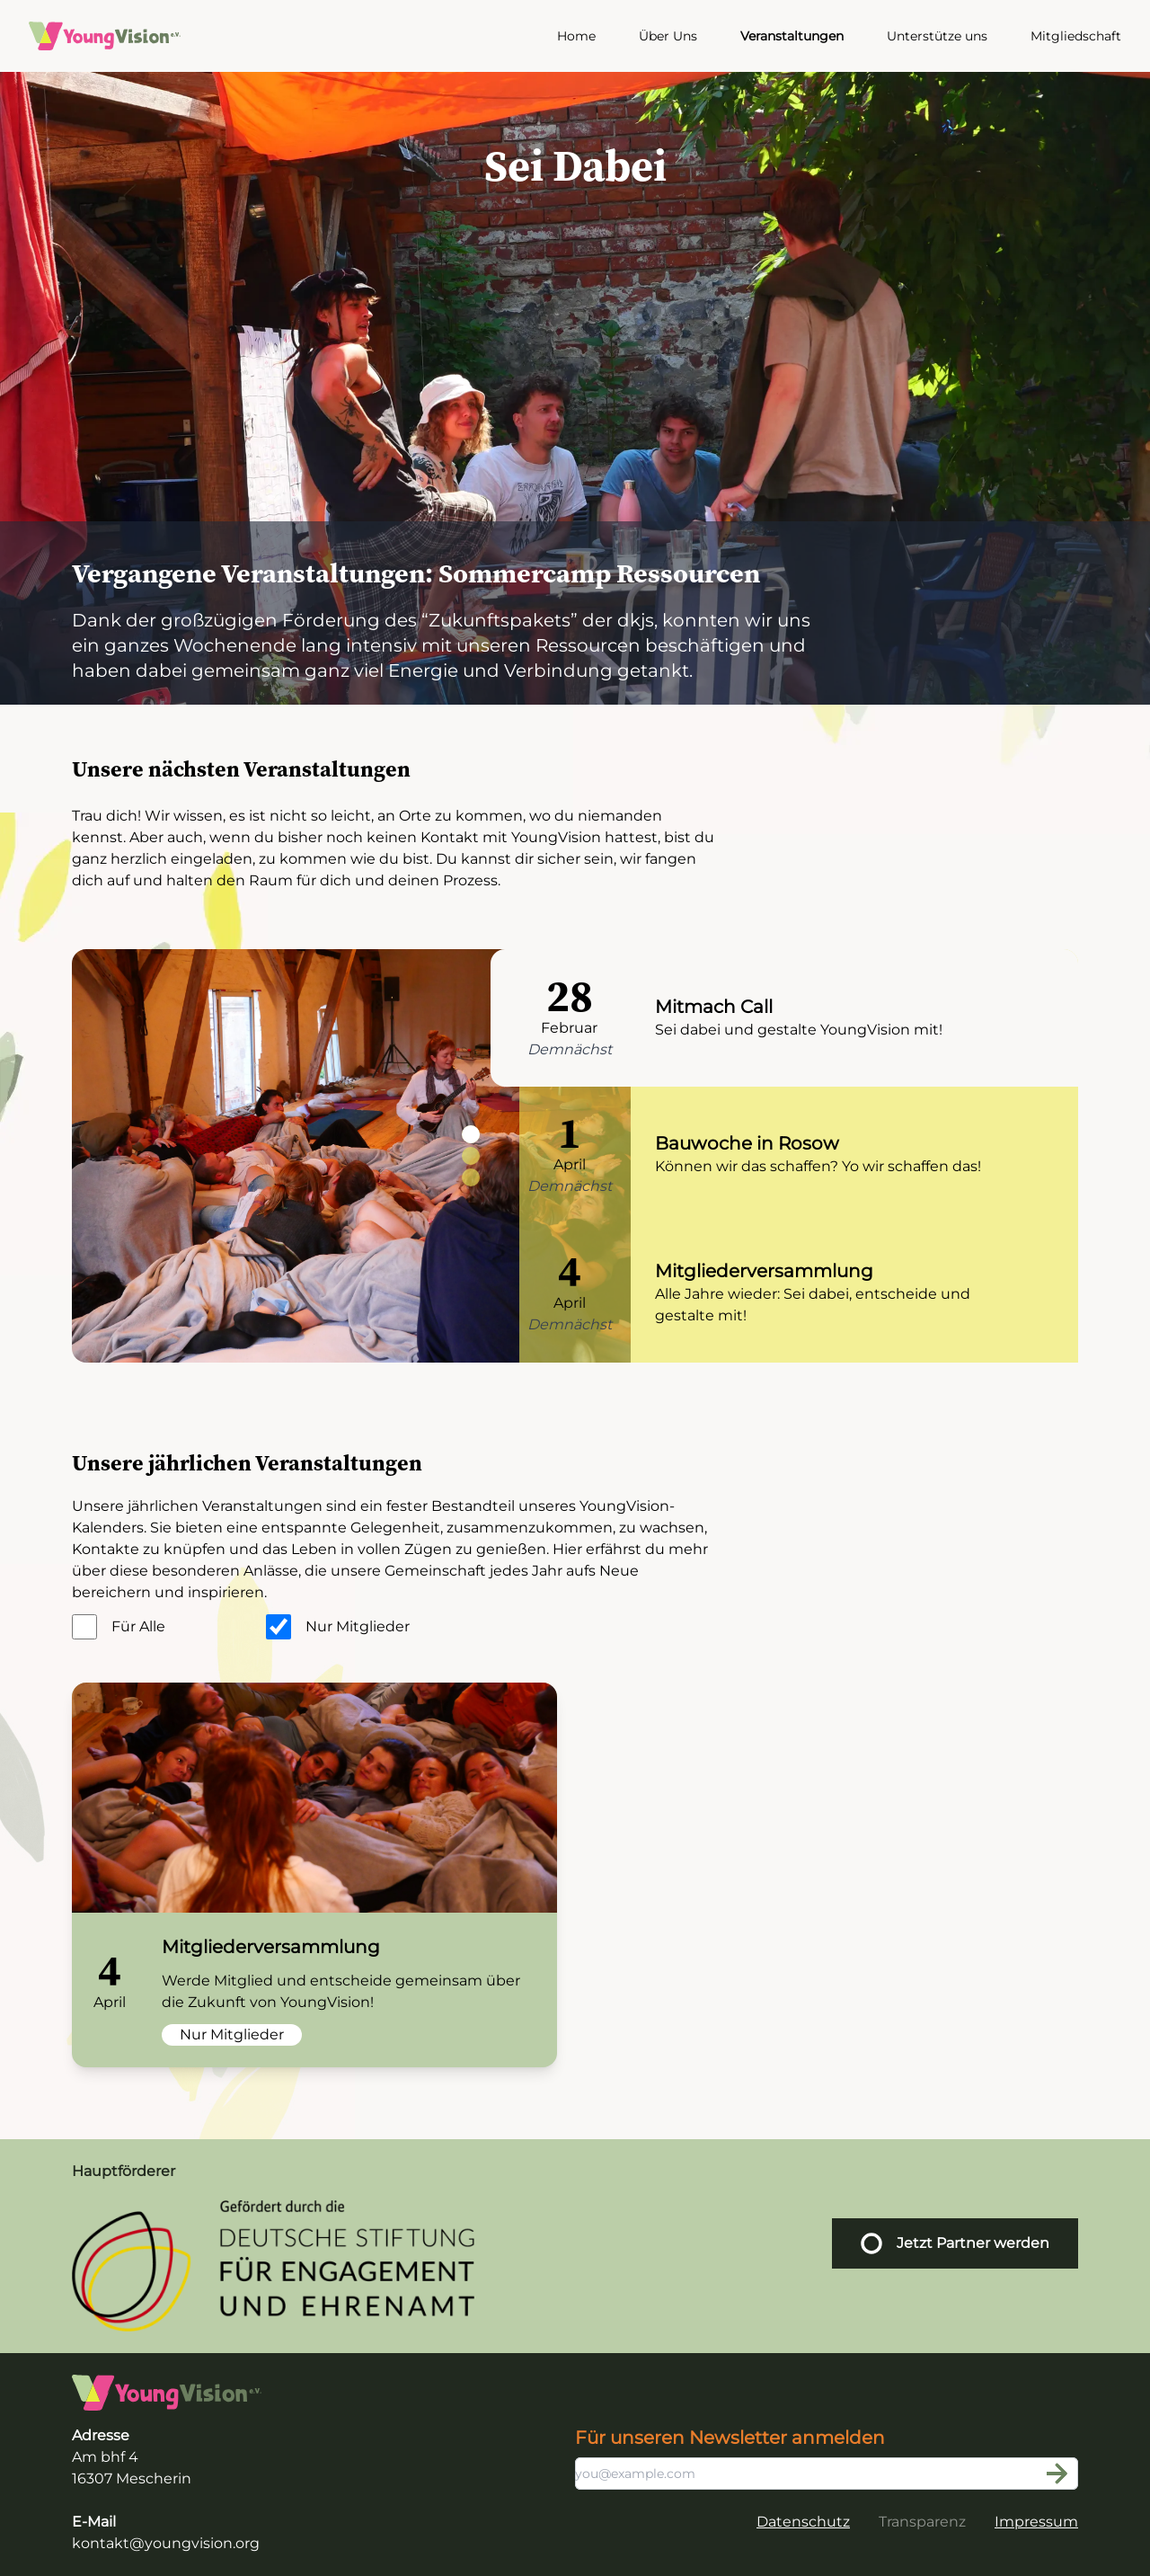 YoungVision e.V.
Home Über Uns Veranstaltungen Unterstütze uns Mitgliedschaft
Sei Dabei
Vergangene Veranstaltungen: Sommercamp Ressourcen
Dank der großzügigen Förderung des “Zukunftspakets” der dkjs, konnten wir uns
ein ganzes Wochenende lang intensiv mit unseren Ressourcen beschäftigen und
haben dabei gemeinsam ganz viel Energie und Verbindung getankt.
Unsere nächsten Veranstaltungen
Trau dich! Wir wissen, es ist nicht so leicht, an Orte zu kommen, wo du niemanden
kennst. Aber auch, wenn du bisher noch keinen Kontakt mit YoungVision hattest, bist du
ganz herzlich eingeladen, zu kommen wie du bist. Du kannst dir sicher sein, wir fangen
dich auf und halten den Raum für dich und deinen Prozess.
28
Februar
Demnächst
Mitmach Call
Sei dabei und gestalte YoungVision mit!
1
April
Demnächst
Bauwoche in Rosow
Können wir das schaffen? Yo wir schaffen das!
4
April
Demnächst
Mitgliederversammlung
Alle Jahre wieder: Sei dabei, entscheide und
gestalte mit!
Unsere jährlichen Veranstaltungen
Unsere jährlichen Veranstaltungen sind ein fester Bestandteil unseres YoungVision-
Kalenders. Sie bieten eine entspannte Gelegenheit, zusammenzukommen, zu wachsen,
Kontakte zu knüpfen und das Leben in vollen Zügen zu genießen. Hier erfährst du mehr
über diese besonderen Anlässe, die unsere Gemeinschaft jedes Jahr aufs Neue
bereichern und inspirieren.
Für Alle Nur Mitglieder
4
April
Mitgliederversammlung
Werde Mitglied und entscheide gemeinsam über
die Zukunft von YoungVision!
Nur Mitglieder
Hauptförderer
Gefördert durch die
DEUTSCHE STIFTUNG
FÜR ENGAGEMENT
UND EHRENAMT
Jetzt Partner werden
YoungVision e.V.
Adresse
Am bhf 4
16307 Mescherin
E-Mail
kontakt@youngvision.org
Für unseren Newsletter anmelden
you@example.com
Datenschutz Transparenz Impressum